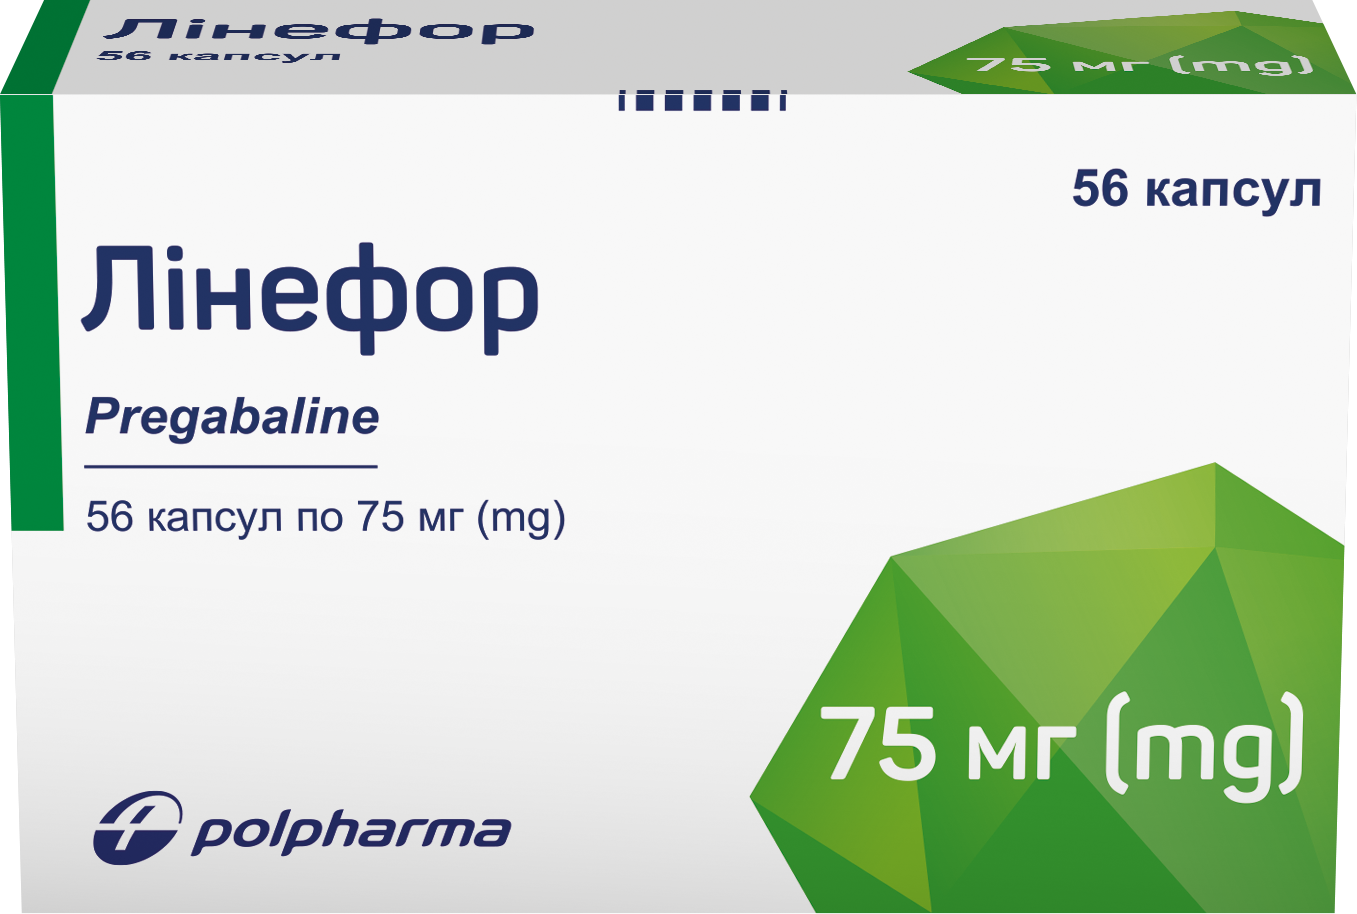 Лінефор
56 капсул
75 мг (mg)
56 капсул
Лінефор
Pregabaline
56 капсул по 75 мг (mg)
75 мг (mg)
polpharma